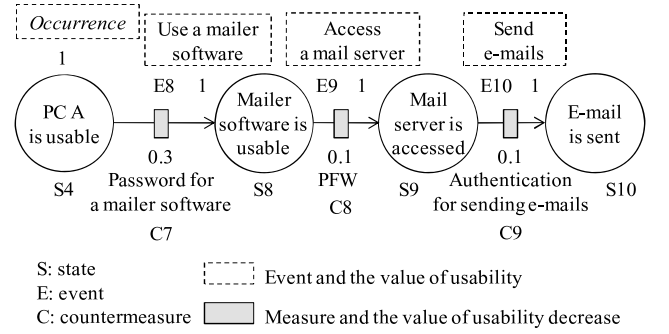 Occurrence
1
Use a mailer
software
Access
a mail server
Send
e-mails
E8 1
E9 1
E10 1
PC A
is usable
Mailer
software is
usable
Mail
server is
accessed
E-mail
is sent
0.3
0.1
0.1
S4
S8
S9
S10
Password for
a mailer software
C7
PFW
C8
Authentication
for sending e-mails
C9
S: state
E: event
C: countermeasure
Event and the value of usability
Measure and the value of usability decrease